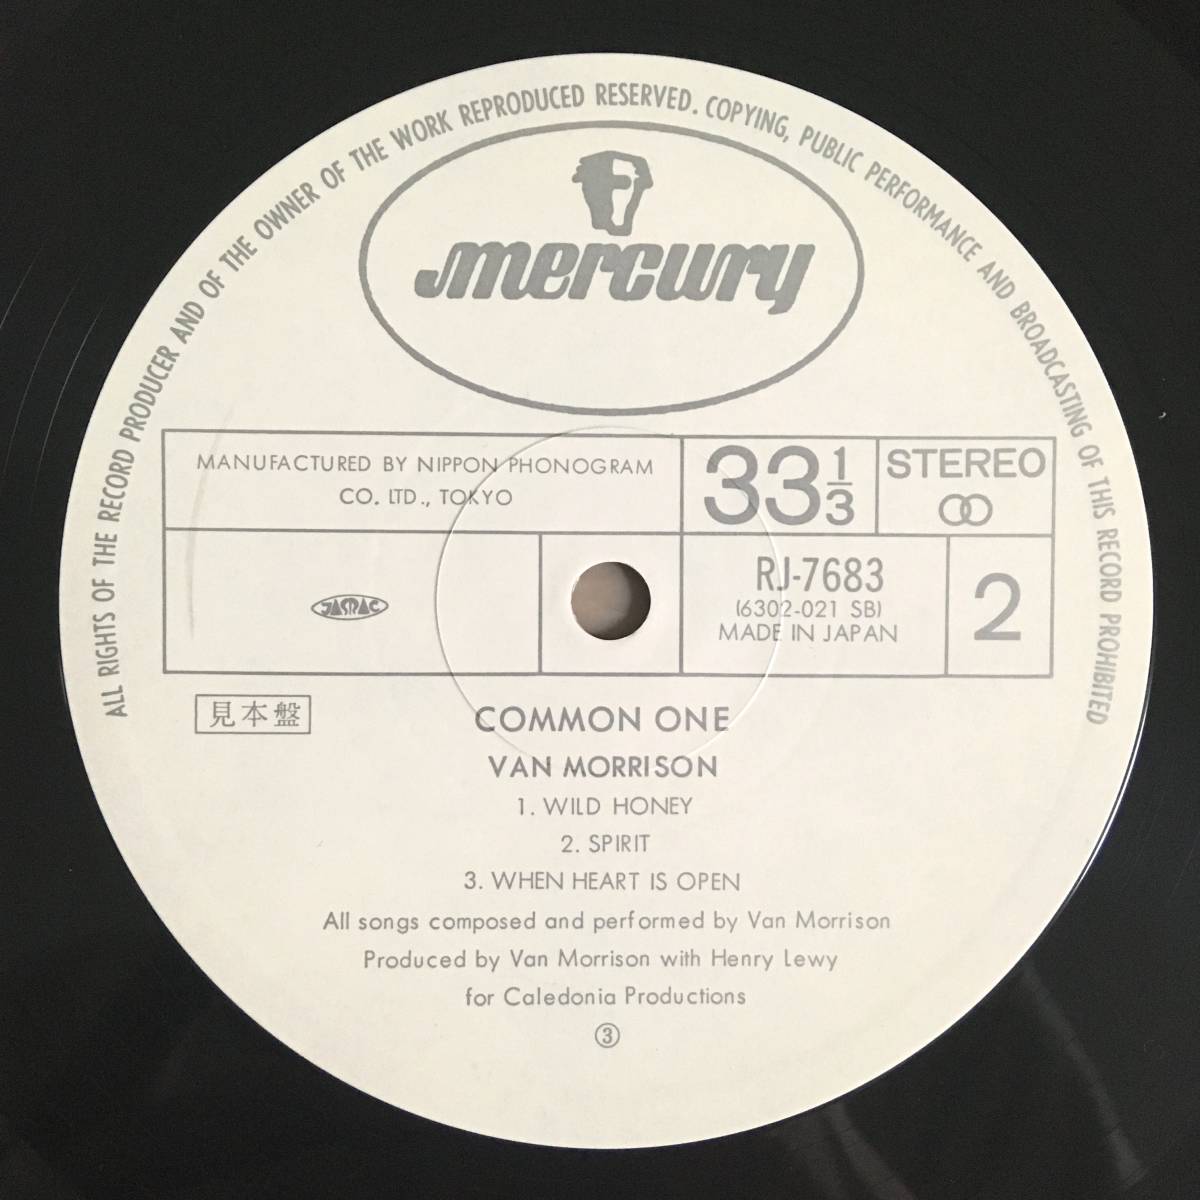 ALL RIGHTS OF THE RECORD PRODUCER AND OF THE OWNER OF THE WORK REPRODUCED RESERVED. COPYING, PUBLIC PERFORMANCE AND BROADCASTING OF THIS RECORD PROHIBITED
mercury
MANUFACTURED BY NIPPON PHONOGRAM
CO. LTD., TOKYO
33 1/3
STEREO
JASRAC
RJ-7683
(6302-021 SB)
MADE IN JAPAN
2
見本盤
COMMON ONE
VAN MORRISON
1. WILD HONEY
2. SPIRIT
3. WHEN HEART IS OPEN
All songs composed and performed by Van Morrison
Produced by Van Morrison with Henry Lewy
for Caledonia Productions
③